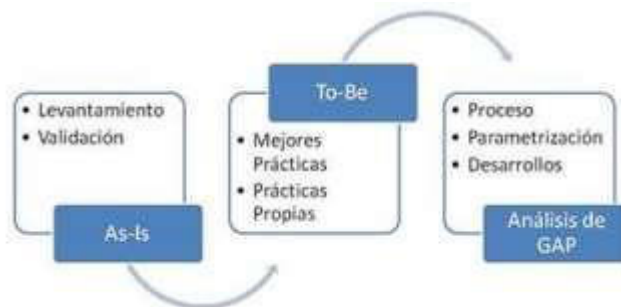 • Levantamiento
• Validación
As-Is
To-Be
• Mejores
Prácticas
• Prácticas
Propias
• Proceso
• Parametrización
• Desarrollos
Análisis de
GAP